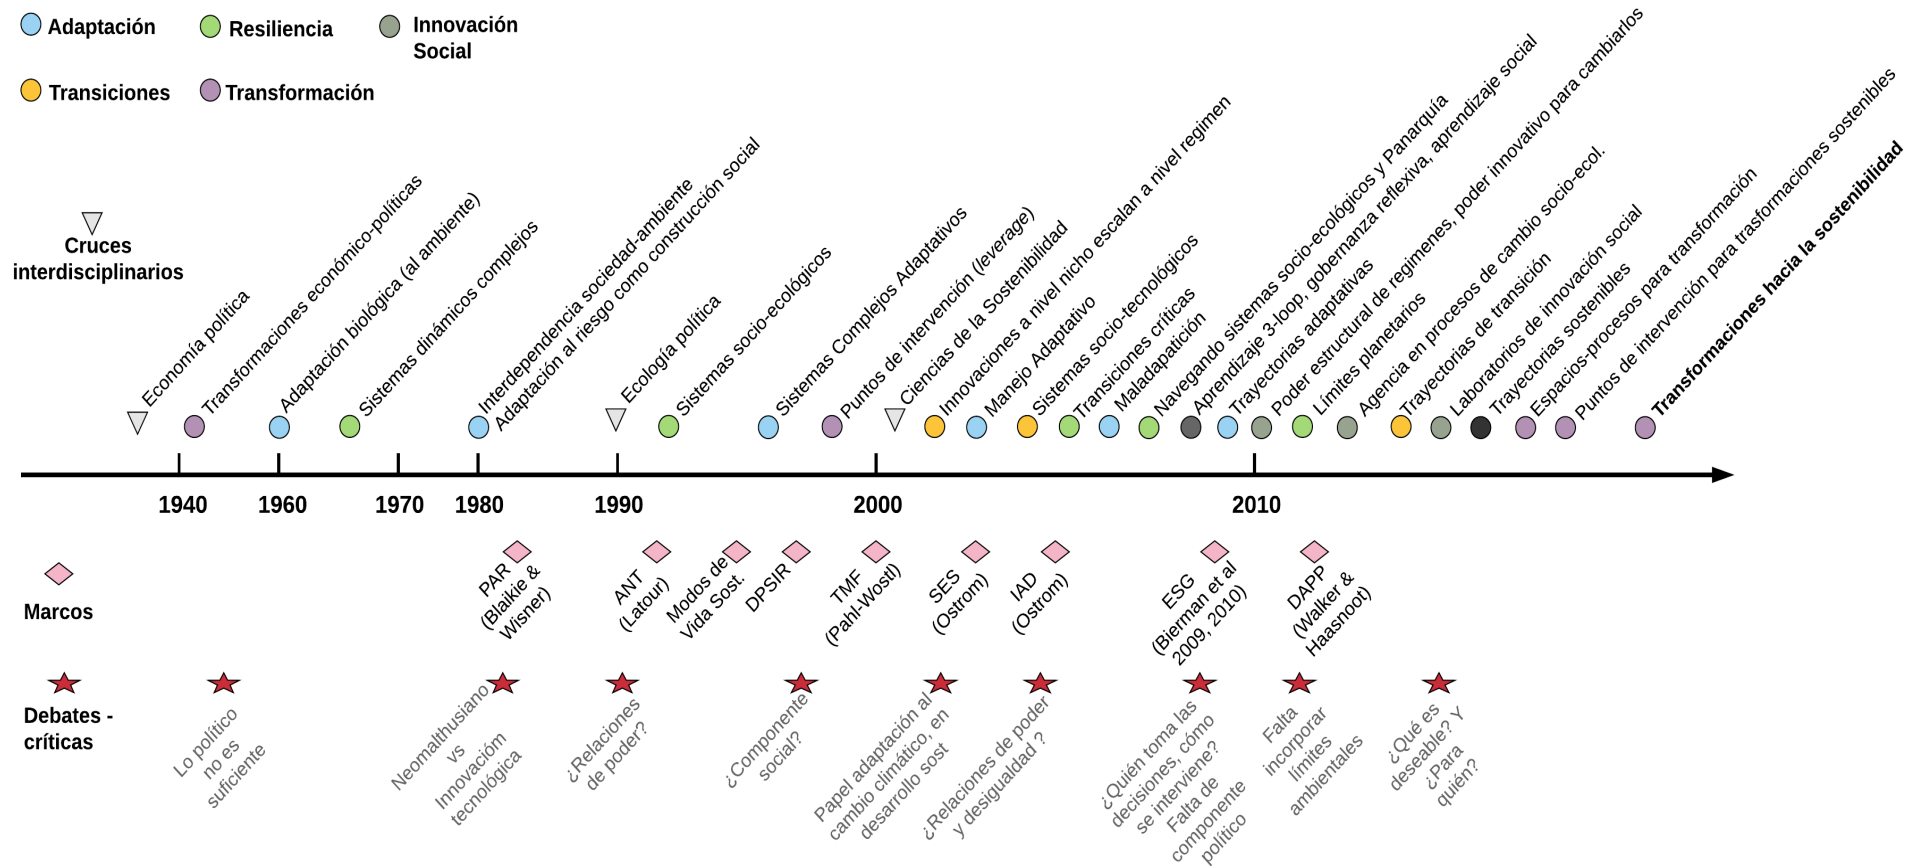 Adaptación
Resiliencia
Innovación
Social
Transiciones
Transformación
Cruces
interdisciplinarios
Economía política
Transformaciones económico-políticas
Adaptación biológica (al ambiente)
Sistemas dinámicos complejos
Interdependencia sociedad-ambiente
Adaptación al riesgo como construcción social
Ecología política
Sistemas socio-ecológicos
Sistemas Complejos Adaptativos
Puntos de intervención (leverage)
Ciencias de la Sostenibilidad
Innovaciones a nivel nicho escalan a nivel regimen
Manejo Adaptativo
Sistemas socio-tecnológicos
Transiciones críticas
Maladapatición
Navegando sistemas socio-ecológicos y Panarquía
Aprendizaje 3-loop, gobernanza reflexiva, aprendizaje social
Trayectorias adaptativas
Poder estructural de regimenes, poder innovativo para cambiarlos
Límites planetarios
Agencia en procesos de cambio socio-ecol.
Trayectorias de transición
Laboratorios de innovación social
Trayectorias sostenibles
Espacios-procesos para transformación
Puntos de intervención para trasformaciones sostenibles
Transformaciones hacia la sostenibilidad
1940
1960
1970
1980
1990
2000
2010
Marcos
PAR
(Blaikie &
Wisner)
ANT
(Latour)
Modos de
Vida Sost.
DPSIR
TMF
(Pahl-Wostl)
SES
(Ostrom)
IAD
(Ostrom)
ESG
(Bierman et al
2009, 2010)
DAPP
(Walker &
Haasnoot)
Debates -
críticas
Lo político
no es
suficiente
Neomalthusiano
vs
Innovacióm
tecnológica
¿Relaciones
de poder?
¿Componente
social?
Papel adaptación al
cambio climático, en
desarrollo sost
¿Relaciones de poder
y desigualdad ?
¿Quién toma las
decisiones, cómo
se interviene?
Falta de
componente
político
Falta
incorporar
límites
ambientales
¿Qué es
deseable? Y
¿Para
quién?